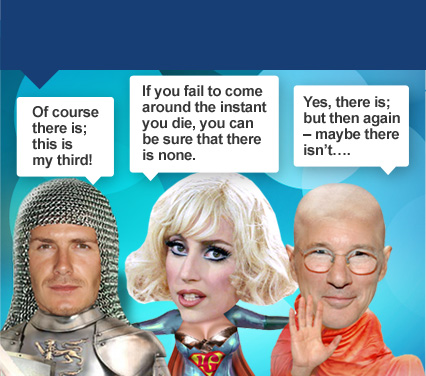 Of course
there is;
this is
my third!
If you fail to come
around the instant
you die, you can
be sure that there
is none.
Yes, there is;
but then again
– maybe there
isn't….